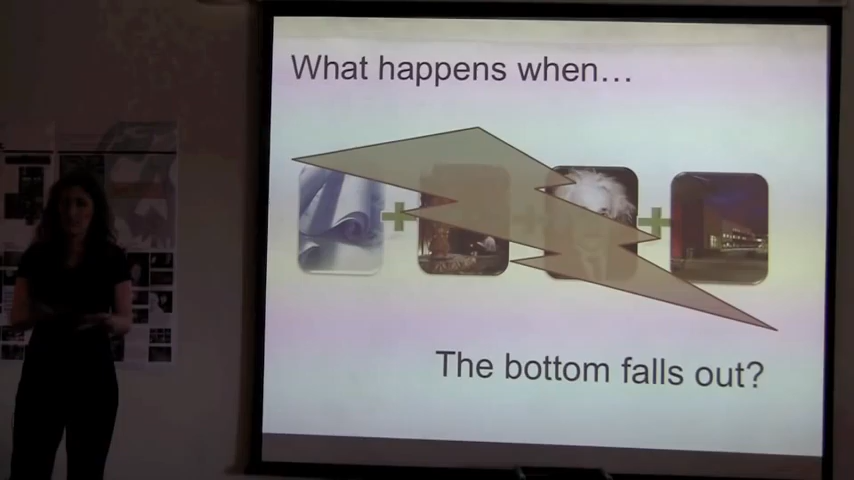 What happens when…
The bottom falls out?